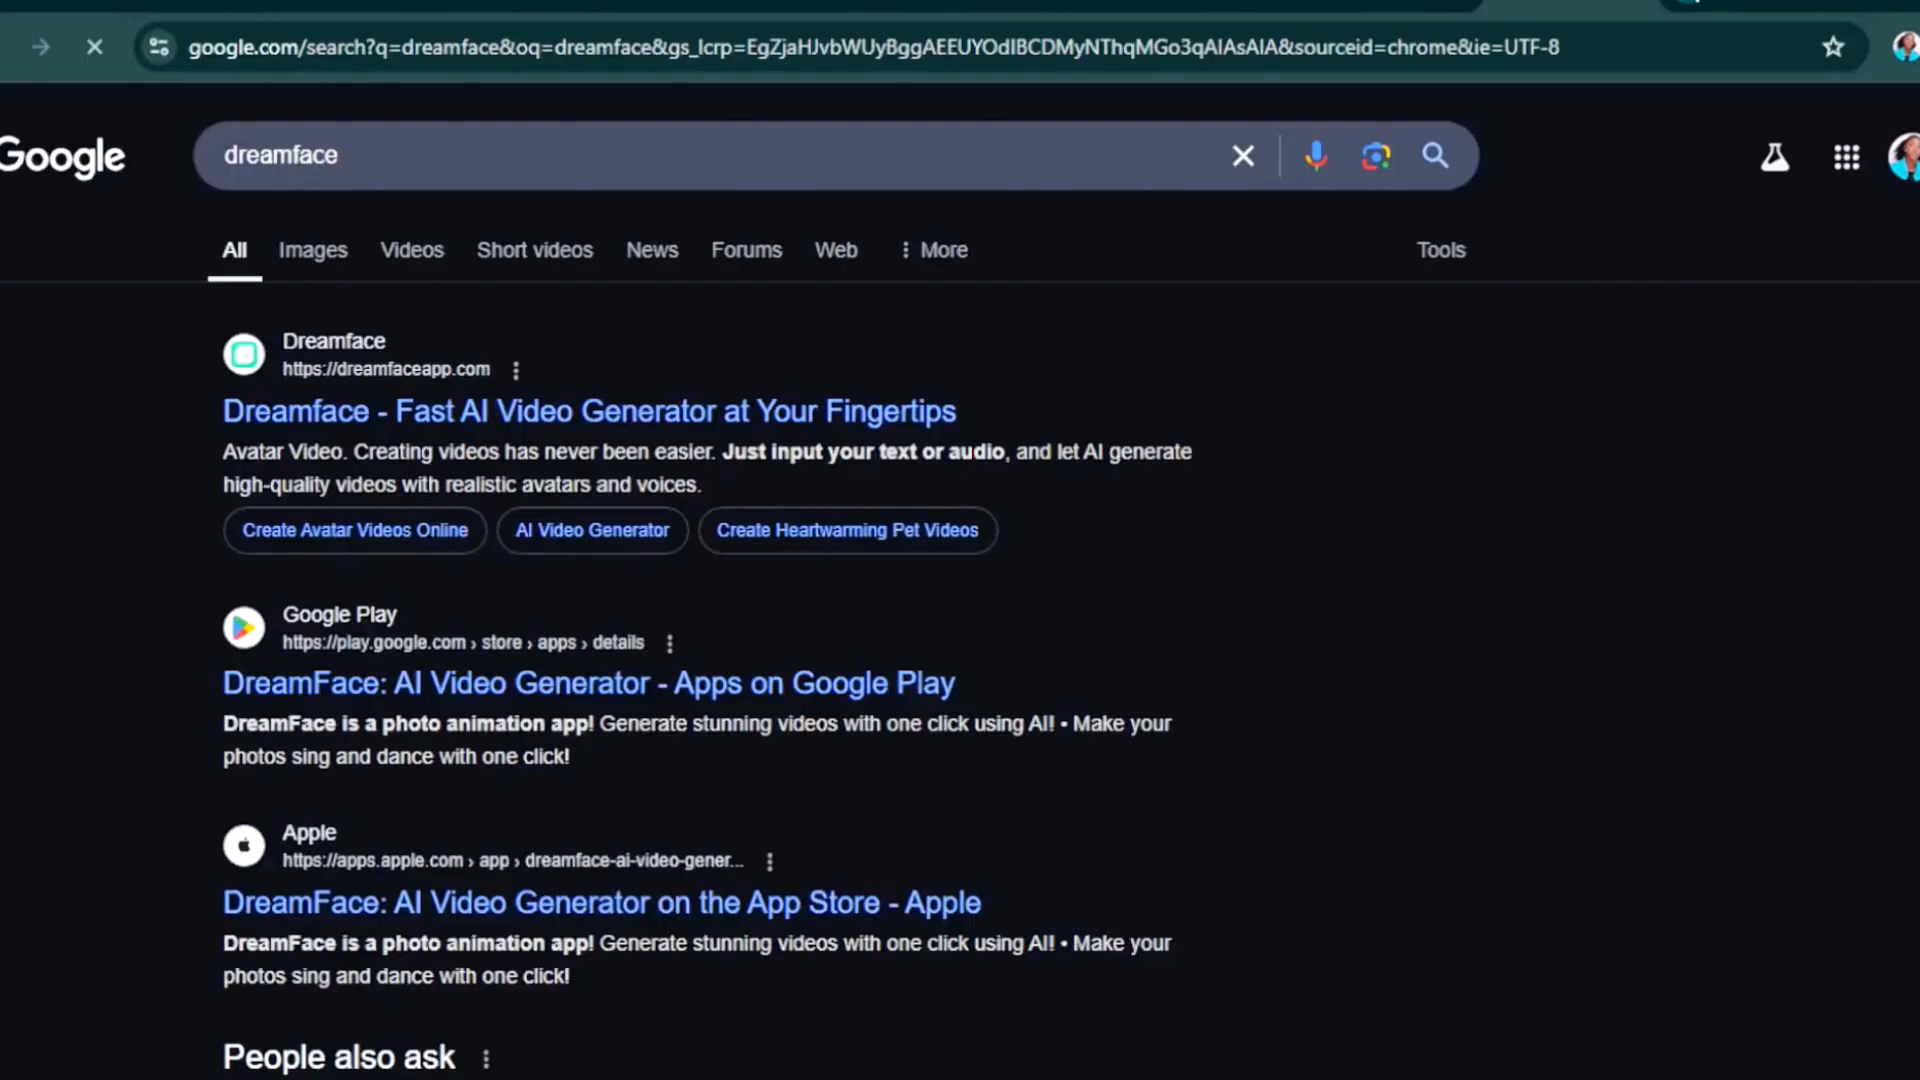 google.com/search?q=dreamface&oq=dreamface&gs_lcrp=EgZjaHJvbWUyBggAEEUYOdIBCDMyNThqMGo3qAIAsAIA&sourceid=chrome&ie=UTF-8
Google
dreamface
All Images Videos Short videos News Forums Web More Tools
Dreamface
https://dreamfaceapp.com
Dreamface - Fast AI Video Generator at Your Fingertips
Avatar Video. Creating videos has never been easier. Just input your text or audio, and let AI generate
high-quality videos with realistic avatars and voices.
Create Avatar Videos Online AI Video Generator Create Heartwarming Pet Videos
Google Play
https://play.google.com › store › apps › details
DreamFace: AI Video Generator - Apps on Google Play
DreamFace is a photo animation app! Generate stunning videos with one click using AI! • Make your
photos sing and dance with one click!
Apple
https://apps.apple.com › app › dreamface-ai-video-gener...
DreamFace: AI Video Generator on the App Store - Apple
DreamFace is a photo animation app! Generate stunning videos with one click using AI! • Make your
photos sing and dance with one click!
People also ask